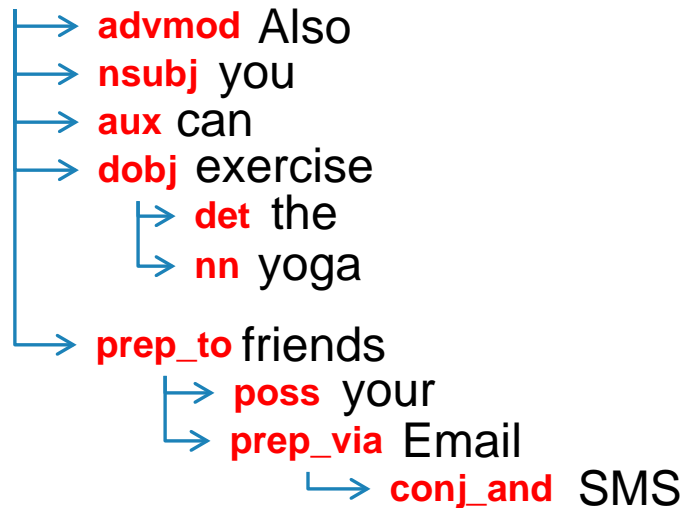 advmod Also
nsubj you
aux can
dobj exercise
det the
nn yoga
prep_to friends
poss your
prep_via Email
conj_and SMS